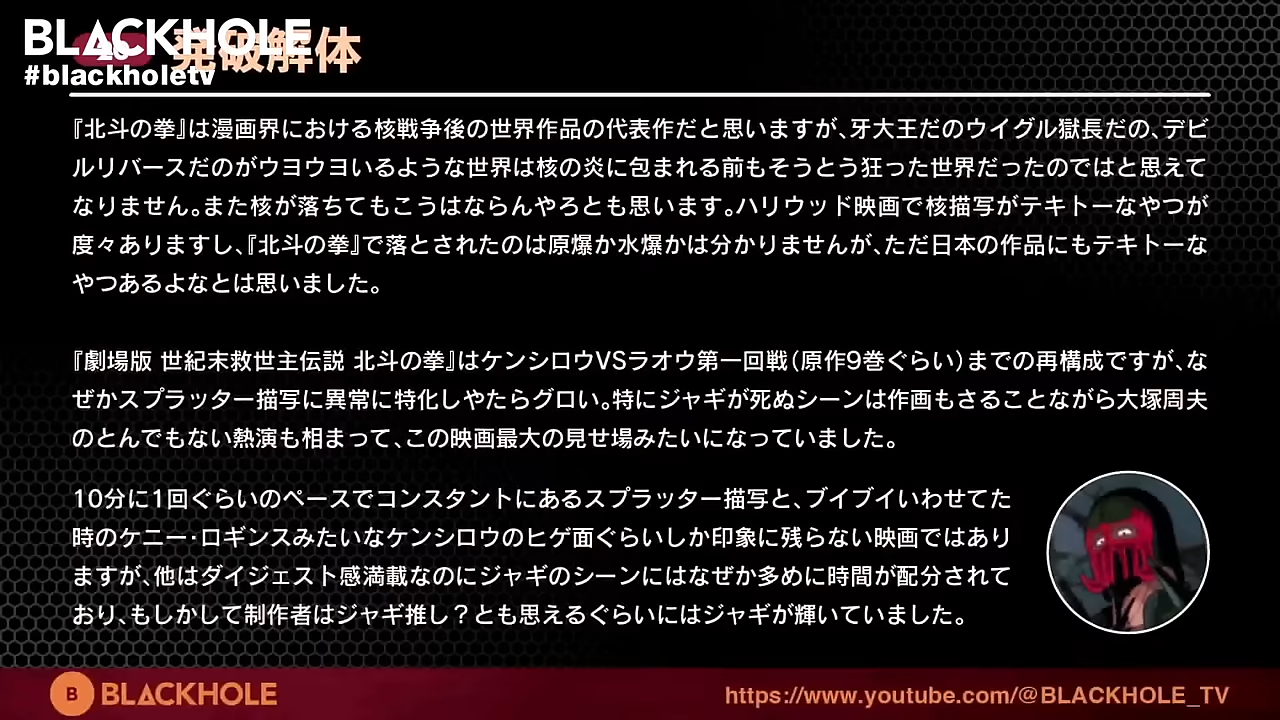 BLACKHOLE
#blackholetv
発破解体
『北斗の拳』は漫画界における核戦争後の世界作品の代表作だと思いますが、牙大王だのウイグル獄長だの、デビ
ルリバースだのがウヨウヨいるような世界は核の炎に包まれる前もそうとう狂った世界だったのではと思えて
なりません。また核が落ちてもこうはならんやろとも思います。ハリウッド映画で核描写がテキトーなやつが
度々ありますし、『北斗の拳』で落とされたのは原爆か水爆かは分かりませんが、ただ日本の作品にもテキトーな
やつあるよなとは思いました。
『劇場版 世紀末救世主伝説 北斗の拳』はケンシロウVSラオウ第一回戦（原作9巻ぐらい）までの再構成ですが、な
ぜかスプラッター描写に異常に特化しやたらグロい。特にジャギが死ぬシーンは作画もさることながら大塚周夫
のとんでもない熱演も相まって、この映画最大の見せ場みたいになっていました。
10分に1回ぐらいのペースでコンスタントにあるスプラッター描写と、ブイブイいわせてた
時のケニー・ロギンスみたいなケンシロウのヒゲ面ぐらいしか印象に残らない映画ではあり
ますが、他はダイジェスト感満載なのにジャギのシーンにはなぜか多めに時間が配分されて
おり、もしかして制作者はジャギ推し？とも思えるぐらいにはジャギが輝いていました。
B BLACKHOLE
https://www.youtube.com/@BLACKHOLE_TV